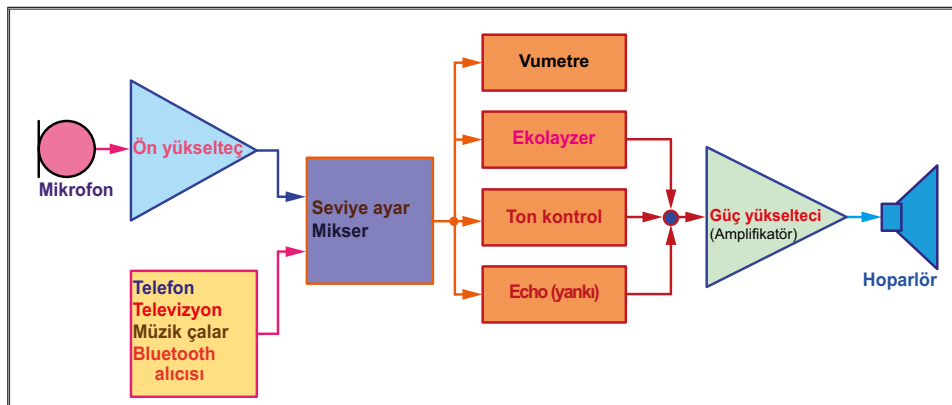 Mikrofon
Ön yükselteç
Telefon
Televizyon
Müzik çalar
Bluetooth
alıcısı
Seviye ayar
Mikser
Vumetre
Ekolayzer
Ton kontrol
Echo (yankı)
Güç yükselteci
(Amplifikatör)
Hoparlör